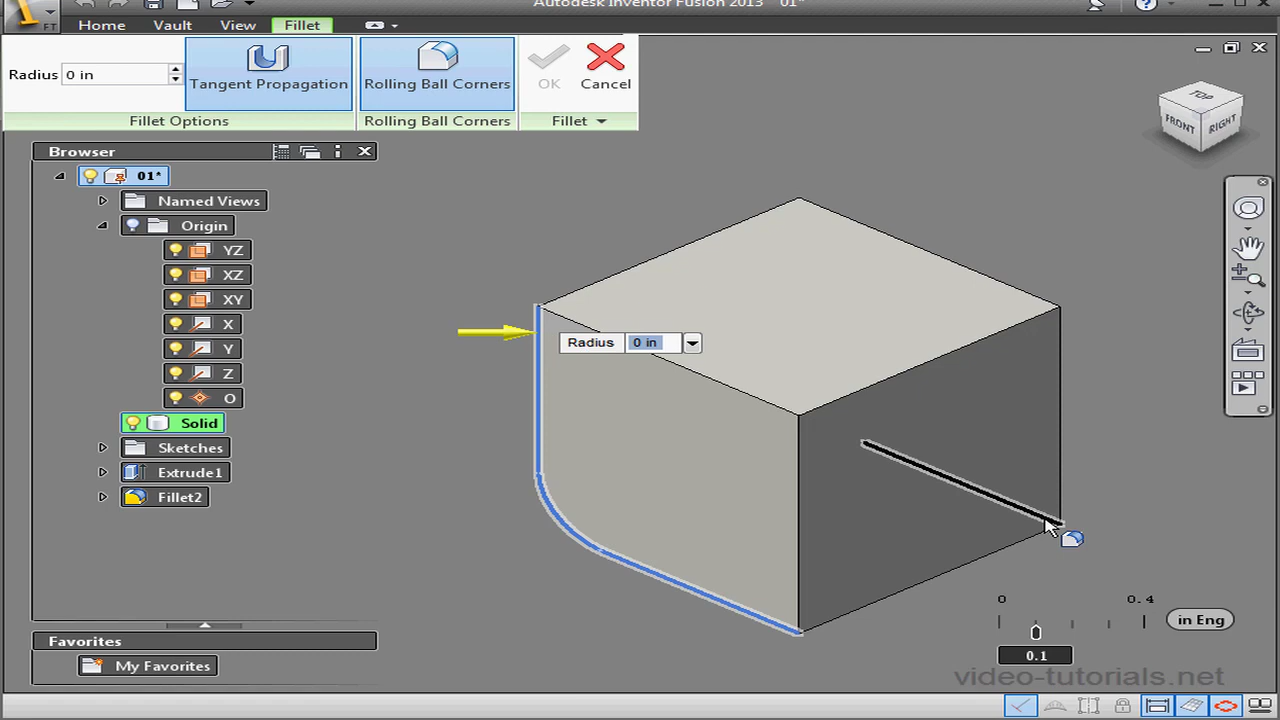 Autodesk Inventor Fusion 2013 01*
FT
Home Vault View Fillet
Radius 0 in
Tangent Propagation
Rolling Ball Corners
OK
Cancel
Fillet Options
Rolling Ball Corners
Fillet
Browser
01*
Named Views
Origin
YZ
XZ
XY
X
Y
Z
O
Solid
Sketches
Extrude1
Fillet2
Favorites
My Favorites
TOP
FRONT
RIGHT
Radius 0 in
0 0.4
in Eng
0.1
video-tutorials.net